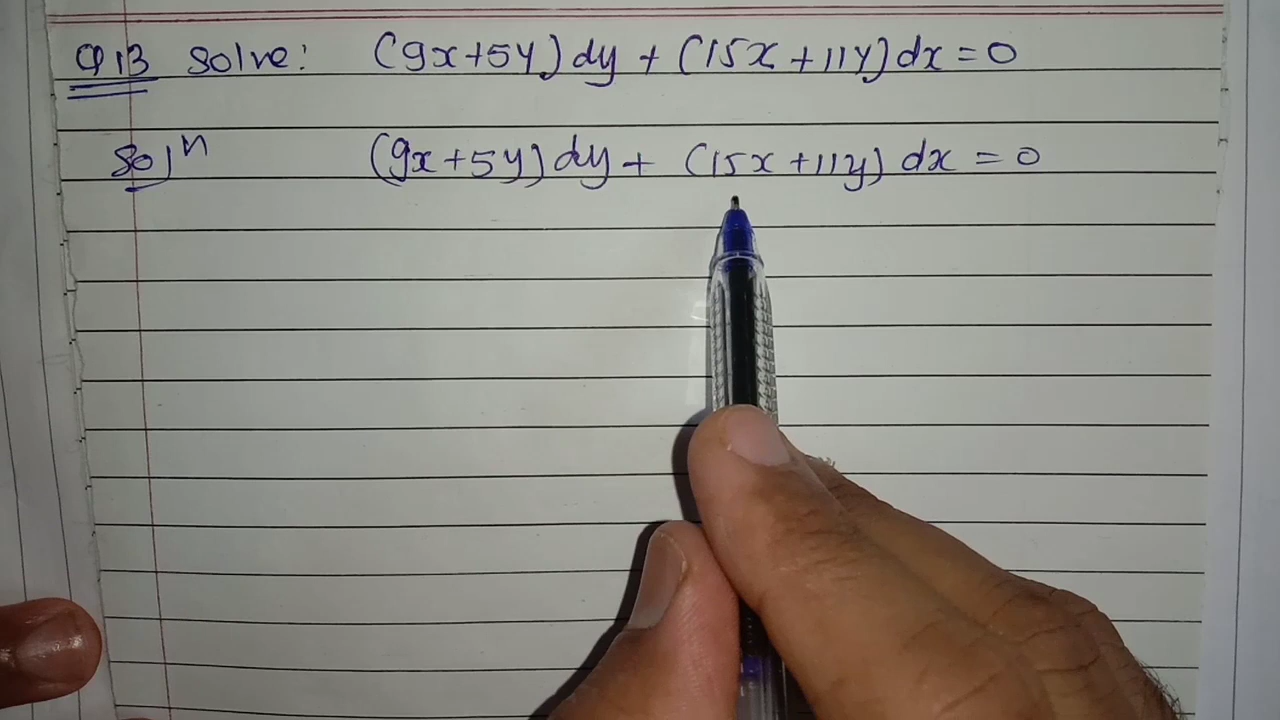 Q13 Solve: (9x+5y)dy + (15x+11y)dx = 0
Solⁿ (9x+5y)dy + (15x+11y)dx = 0